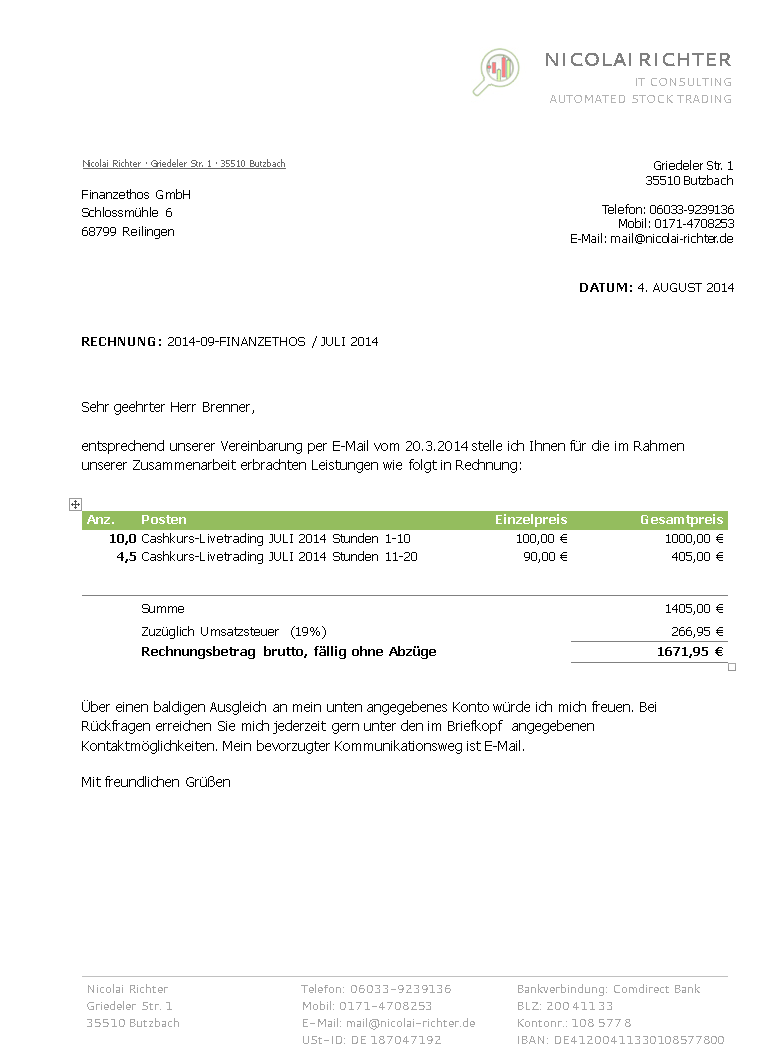 NICOLAI RICHTER
IT CONSULTING
AUTOMATED STOCK TRADING
Nicolai Richter · Griedeler Str. 1 · 35510 Butzbach
Finanzethos GmbH
Schlossmühle 6
68799 Reilingen
Griedeler Str. 1
35510 Butzbach
Telefon: 06033-9239136
Mobil: 0171-4708253
E-Mail: mail@nicolai-richter.de
DATUM: 4. AUGUST 2014
RECHNUNG: 2014-09-FINANZETHOS / JULI 2014
Sehr geehrter Herr Brenner,
entsprechend unserer Vereinbarung per E-Mail vom 20.3.2014 stelle ich Ihnen für die im Rahmen
unserer Zusammenarbeit erbrachten Leistungen wie folgt in Rechnung:
Anz. Posten Einzelpreis Gesamtpreis
10,0 Cashkurs-Livetrading JULI 2014 Stunden 1-10 100,00 € 1000,00 €
4,5 Cashkurs-Livetrading JULI 2014 Stunden 11-20 90,00 € 405,00 €
Summe 1405,00 €
Zuzüglich Umsatzsteuer (19%) 266,95 €
Rechnungsbetrag brutto, fällig ohne Abzüge 1671,95 €
Über einen baldigen Ausgleich an mein unten angegebenes Konto würde ich mich freuen. Bei
Rückfragen erreichen Sie mich jederzeit gern unter den im Briefkopf angegebenen
Kontaktmöglichkeiten. Mein bevorzugter Kommunikationsweg ist E-Mail.
Mit freundlichen Grüßen
Nicolai Richter
Griedeler Str. 1
35510 Butzbach
Telefon: 06033-9239136
Mobil: 0171-4708253
E-Mail: mail@nicolai-richter.de
USt-ID: DE 187047192
Bankverbindung: Comdirect Bank
BLZ: 200 411 33
Kontonr.: 108 577 8
IBAN: DE41200411330108577800